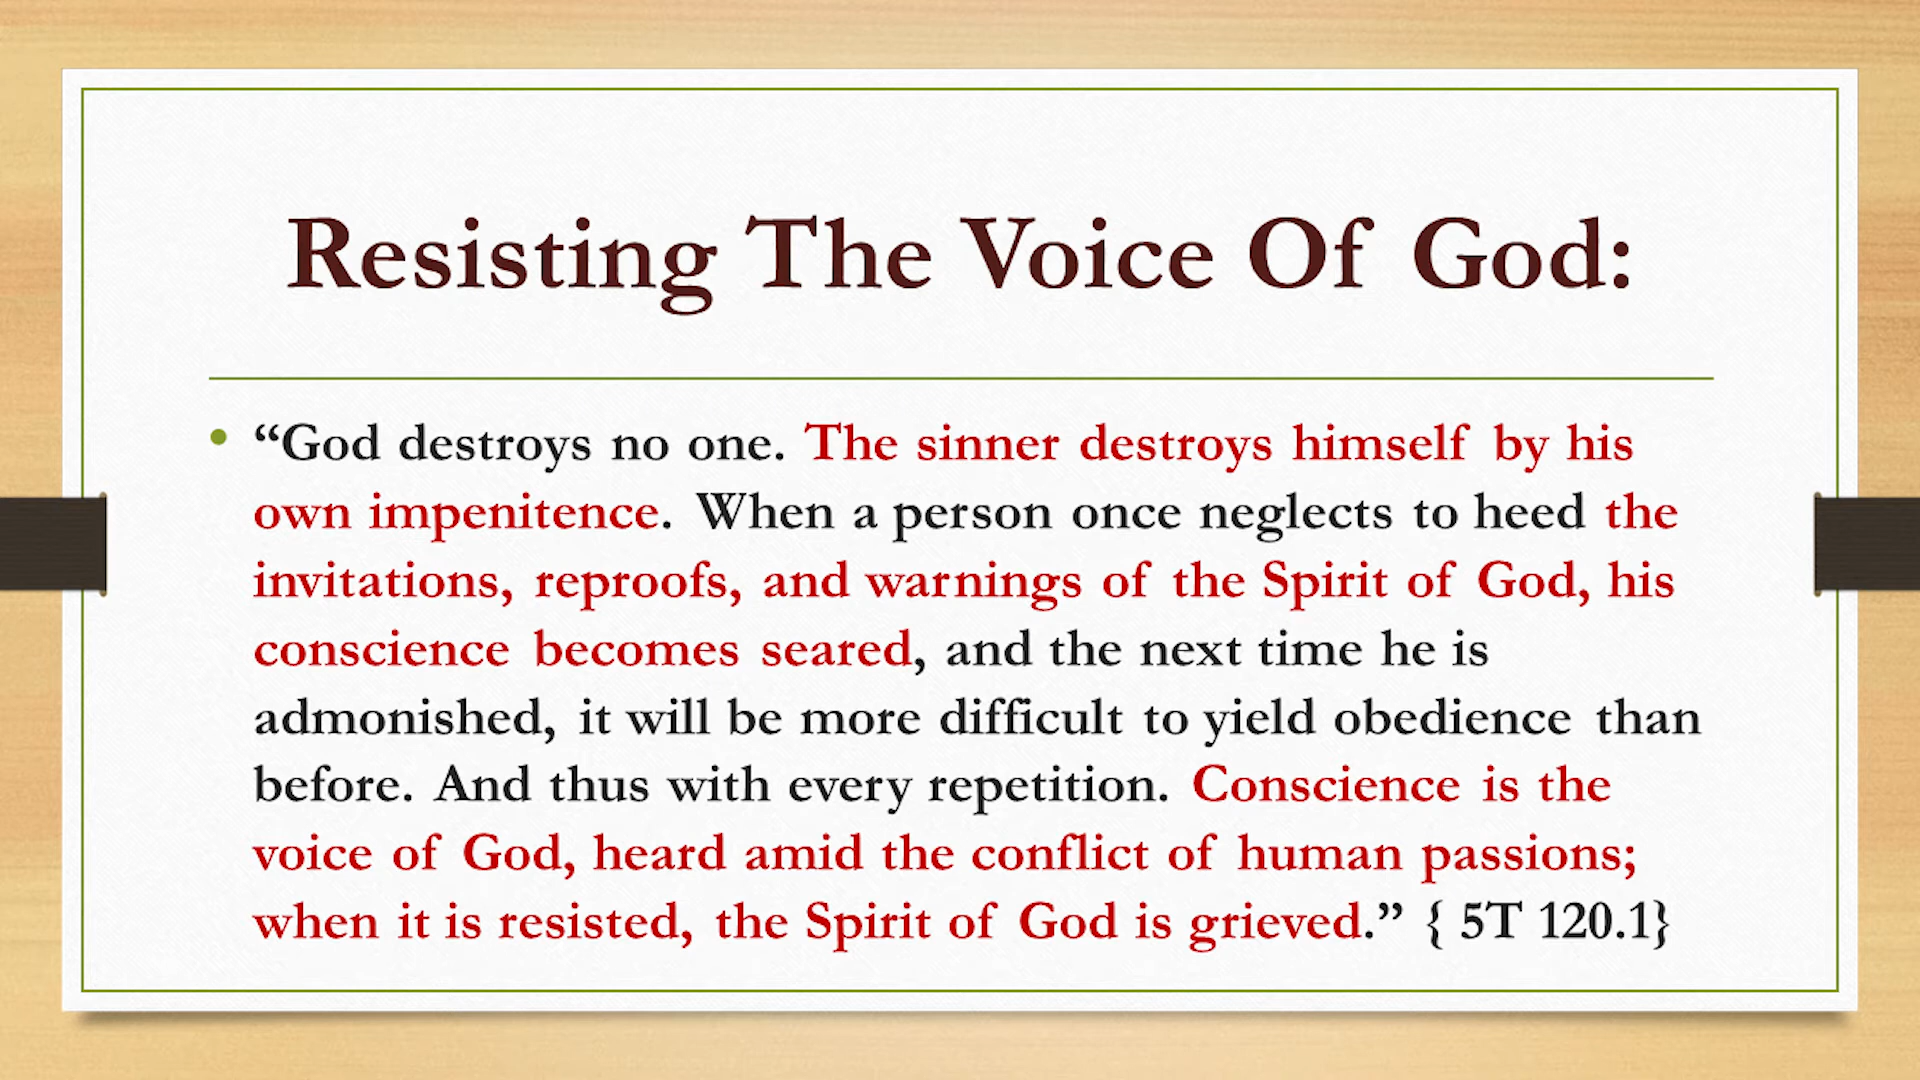 Resisting The Voice Of God:
• “God destroys no one. The sinner destroys himself by his
own impenitence. When a person once neglects to heed the
invitations, reproofs, and warnings of the Spirit of God, his
conscience becomes seared, and the next time he is
admonished, it will be more difficult to yield obedience than
before. And thus with every repetition. Conscience is the
voice of God, heard amid the conflict of human passions;
when it is resisted, the Spirit of God is grieved.” { 5T 120.1}